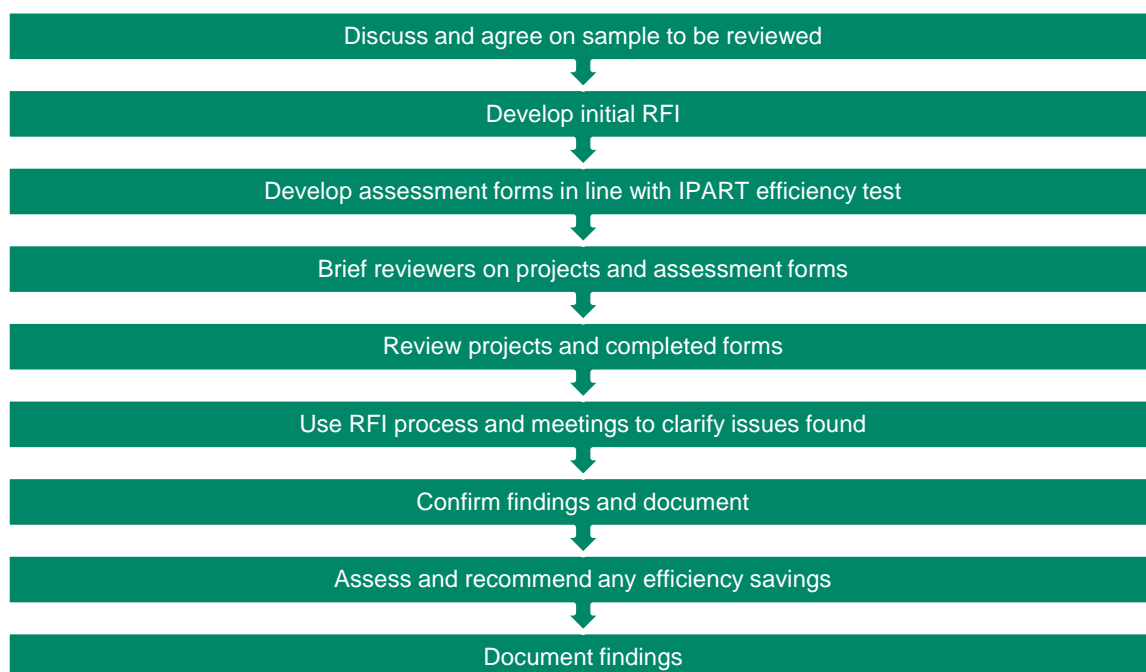 Discuss and agree on sample to be reviewed
Develop initial RFI
Develop assessment forms in line with IPART efficiency test
Brief reviewers on projects and assessment forms
Review projects and completed forms
Use RFI process and meetings to clarify issues found
Confirm findings and document
Assess and recommend any efficiency savings
Document findings